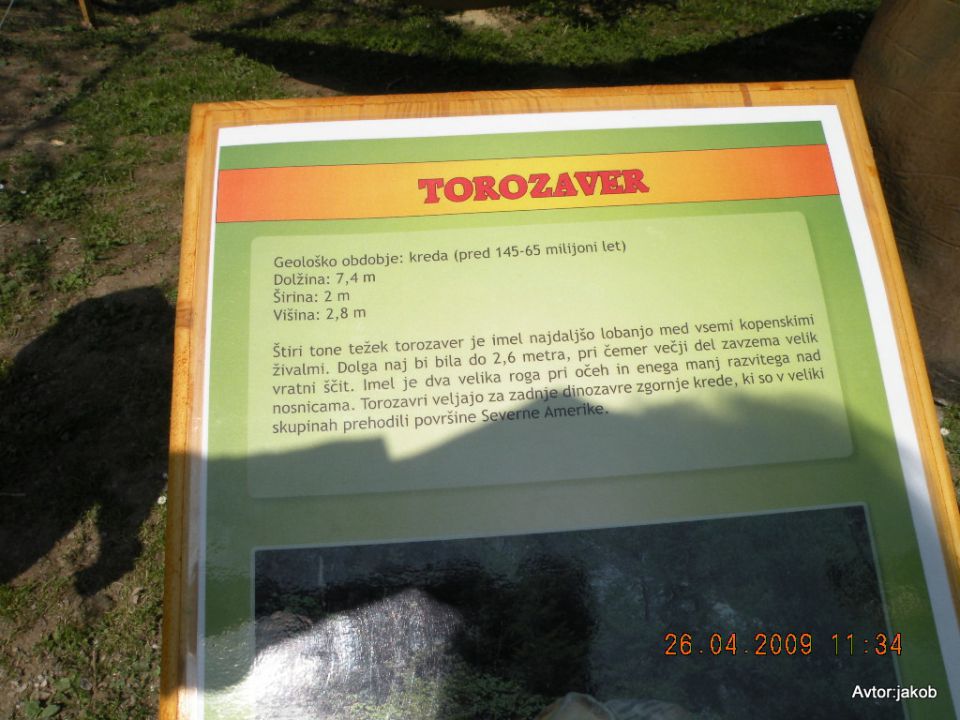 TOROZAVER
Geološko obdobje: kreda (pred 145-65 milijoni let)
Dolžina: 7,4 m
Širina: 2 m
Višina: 2,8 m
Štiri tone težek torozaver je imel najdaljšo lobanjo med vsemi kopenskimi
živalmi. Dolga naj bi bila do 2,6 metra, pri čemer večji del zavzema velik
vratni ščit. Imel je dva velika roga pri očeh in enega manj razvitega nad
nosnicama. Torozavri veljajo za zadnje dinozavre zgornje krede, ki so v veliki
skupinah prehodili površine Severne Amerike.
26.04.2009 11:34
Avtor:jakob